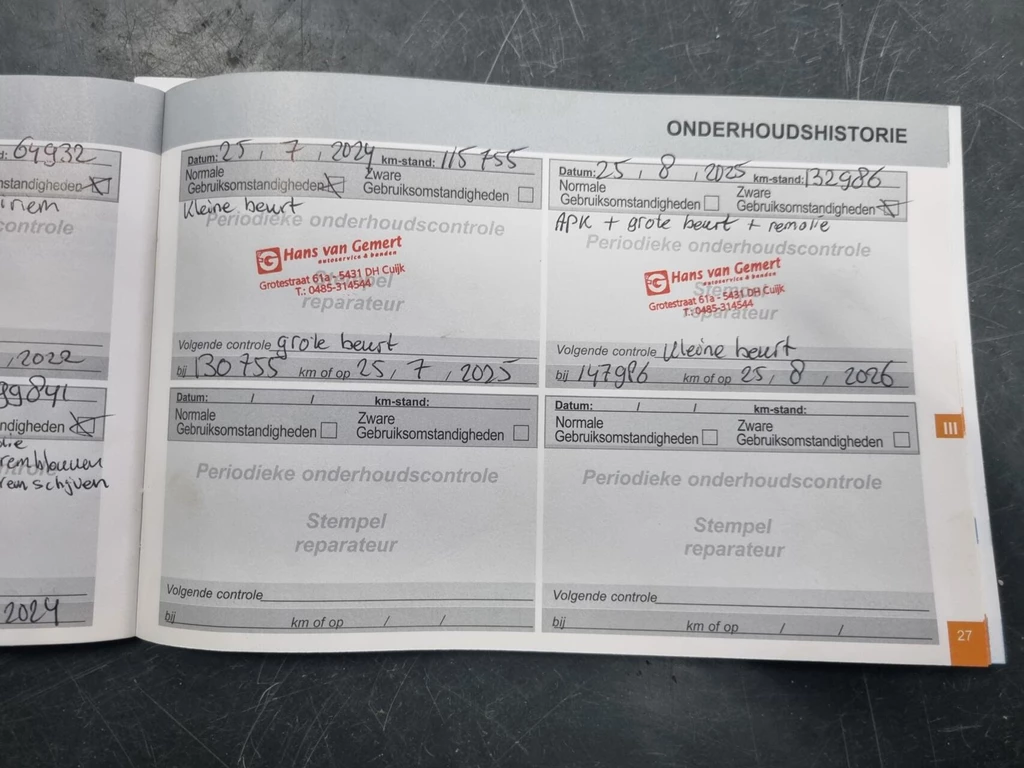 64932
standigheden
inem
controle
, 2022
99841
ndigheden
remblokken
remschijven
2024
ONDERHOUDSHISTORIE
Datum: 25 , 7 , 2024 km-stand: 115755
Normale Gebruiksomstandigheden
Zware Gebruiksomstandigheden
Kleine beurt
Periodieke onderhoudscontrole
Hans van Gemert
autoservice & banden
Grotestraat 61a - 5431 DH Cuijk
T.: 0485-314544
Stempel
reparateur
Volgende controle grote beurt
bij 130755 km of op 25 , 7 , 2025
Datum: 25 , 8 , 2025 km-stand: 132986
Normale Gebruiksomstandigheden
Zware Gebruiksomstandigheden
APK + grote beurt + remolie
Periodieke onderhoudscontrole
Hans van Gemert
autoservice & banden
Grotestraat 61a - 5431 DH Cuijk
T.: 0485-314544
Stempel
reparateur
Volgende controle Kleine beurt
bij 147986 km of op 25 , 8 , 2026
Datum: / / km-stand:
Normale Gebruiksomstandigheden
Zware Gebruiksomstandigheden
Periodieke onderhoudscontrole
Stempel
reparateur
Volgende controle
bij km of op / /
Datum: / / km-stand:
Normale Gebruiksomstandigheden
Zware Gebruiksomstandigheden
Periodieke onderhoudscontrole
Stempel
reparateur
Volgende controle
bij km of op / /
III
27